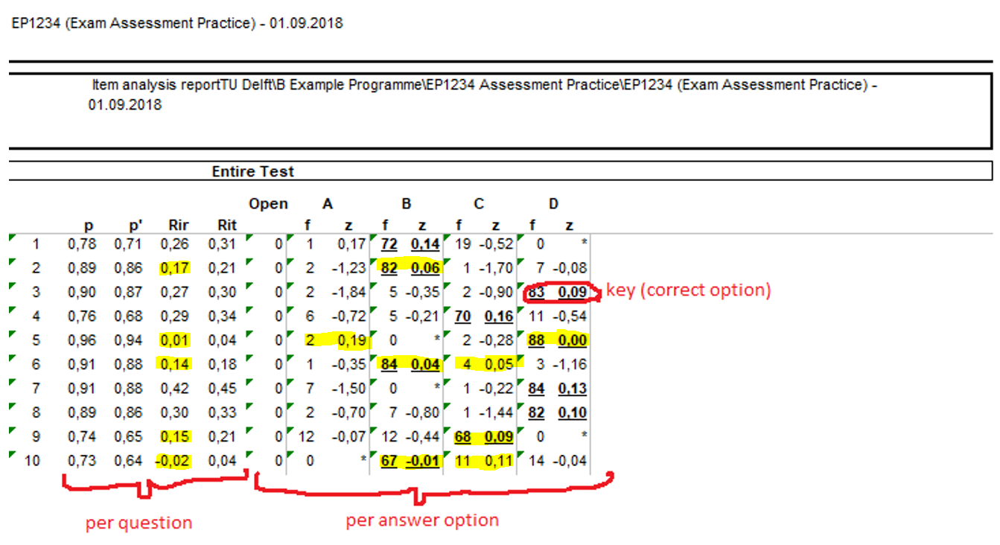 EP1234 (Exam Assessment Practice) - 01.09.2018
Item analysis reportTU Delft\B Example Programme\EP1234 Assessment Practice\EP1234 (Exam Assessment Practice) -
01.09.2018
Entire Test
Open A B C D
p p' Rir Rit f z f z f z f z
1 0,78 0,71 0,26 0,31 0 1 0,17 72 0,14 19 -0,52 0 *
2 0,89 0,86 0,17 0,21 0 2 -1,23 82 0,06 1 -1,70 7 -0,08
3 0,90 0,87 0,27 0,30 0 2 -1,84 5 -0,35 2 -0,90 83 0,09 key (correct option)
4 0,76 0,68 0,29 0,34 0 6 -0,72 5 -0,21 70 0,16 11 -0,54
5 0,96 0,94 0,01 0,04 0 2 0,19 0 * 2 -0,28 88 0,00
6 0,91 0,88 0,14 0,18 0 1 -0,35 84 0,04 4 0,05 3 -1,16
7 0,91 0,88 0,42 0,45 0 7 -1,50 0 * 1 -0,22 84 0,13
8 0,89 0,86 0,30 0,33 0 2 -0,70 7 -0,80 1 -1,44 82 0,10
9 0,74 0,65 0,15 0,21 0 12 -0,07 12 -0,44 68 0,09 0 *
10 0,73 0,64 -0,02 0,04 0 0 * 67 -0,01 11 0,11 14 -0,04
per question per answer option